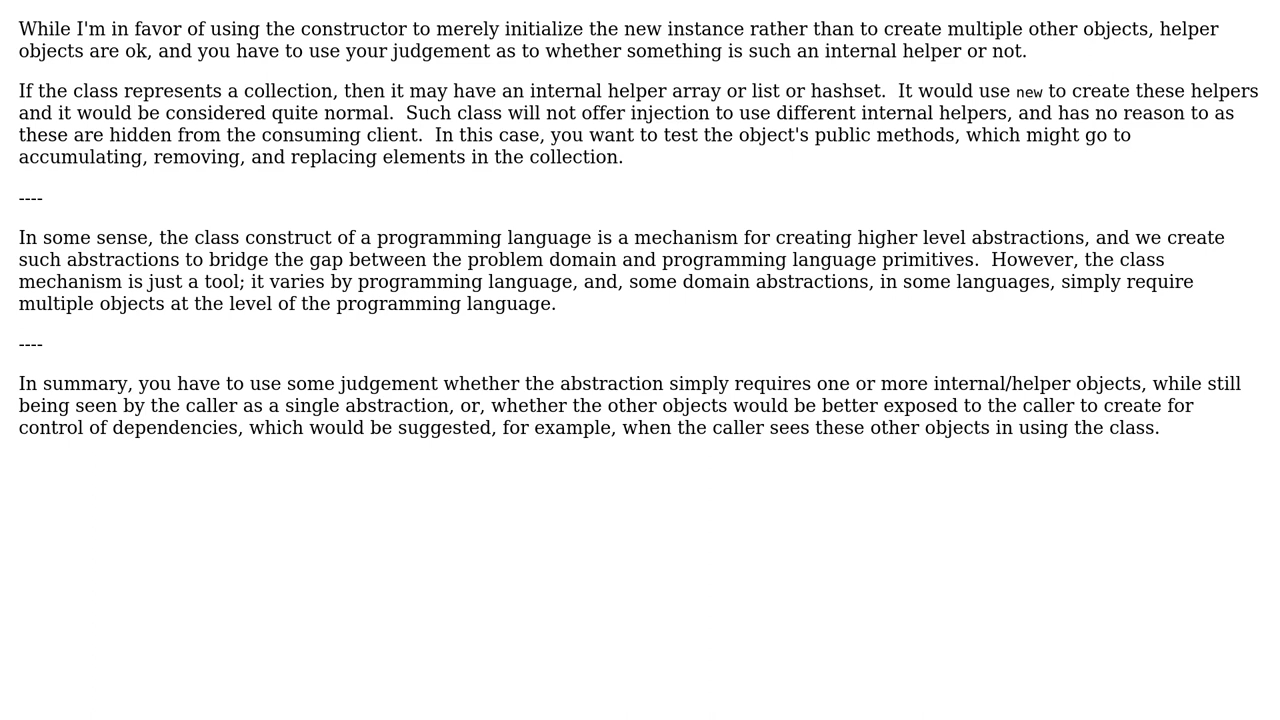 While I'm in favor of using the constructor to merely initialize the new instance rather than to create multiple other objects, helper
objects are ok, and you have to use your judgement as to whether something is such an internal helper or not.
If the class represents a collection, then it may have an internal helper array or list or hashset.  It would use new to create these helpers
and it would be considered quite normal.  Such class will not offer injection to use different internal helpers, and has no reason to as
these are hidden from the consuming client.  In this case, you want to test the object's public methods, which might go to
accumulating, removing, and replacing elements in the collection.
----
In some sense, the class construct of a programming language is a mechanism for creating higher level abstractions, and we create
such abstractions to bridge the gap between the problem domain and programming language primitives.  However, the class
mechanism is just a tool; it varies by programming language, and, some domain abstractions, in some languages, simply require
multiple objects at the level of the programming language.
----
In summary, you have to use some judgement whether the abstraction simply requires one or more internal/helper objects, while still
being seen by the caller as a single abstraction, or, whether the other objects would be better exposed to the caller to create for
control of dependencies, which would be suggested, for example, when the caller sees these other objects in using the class.